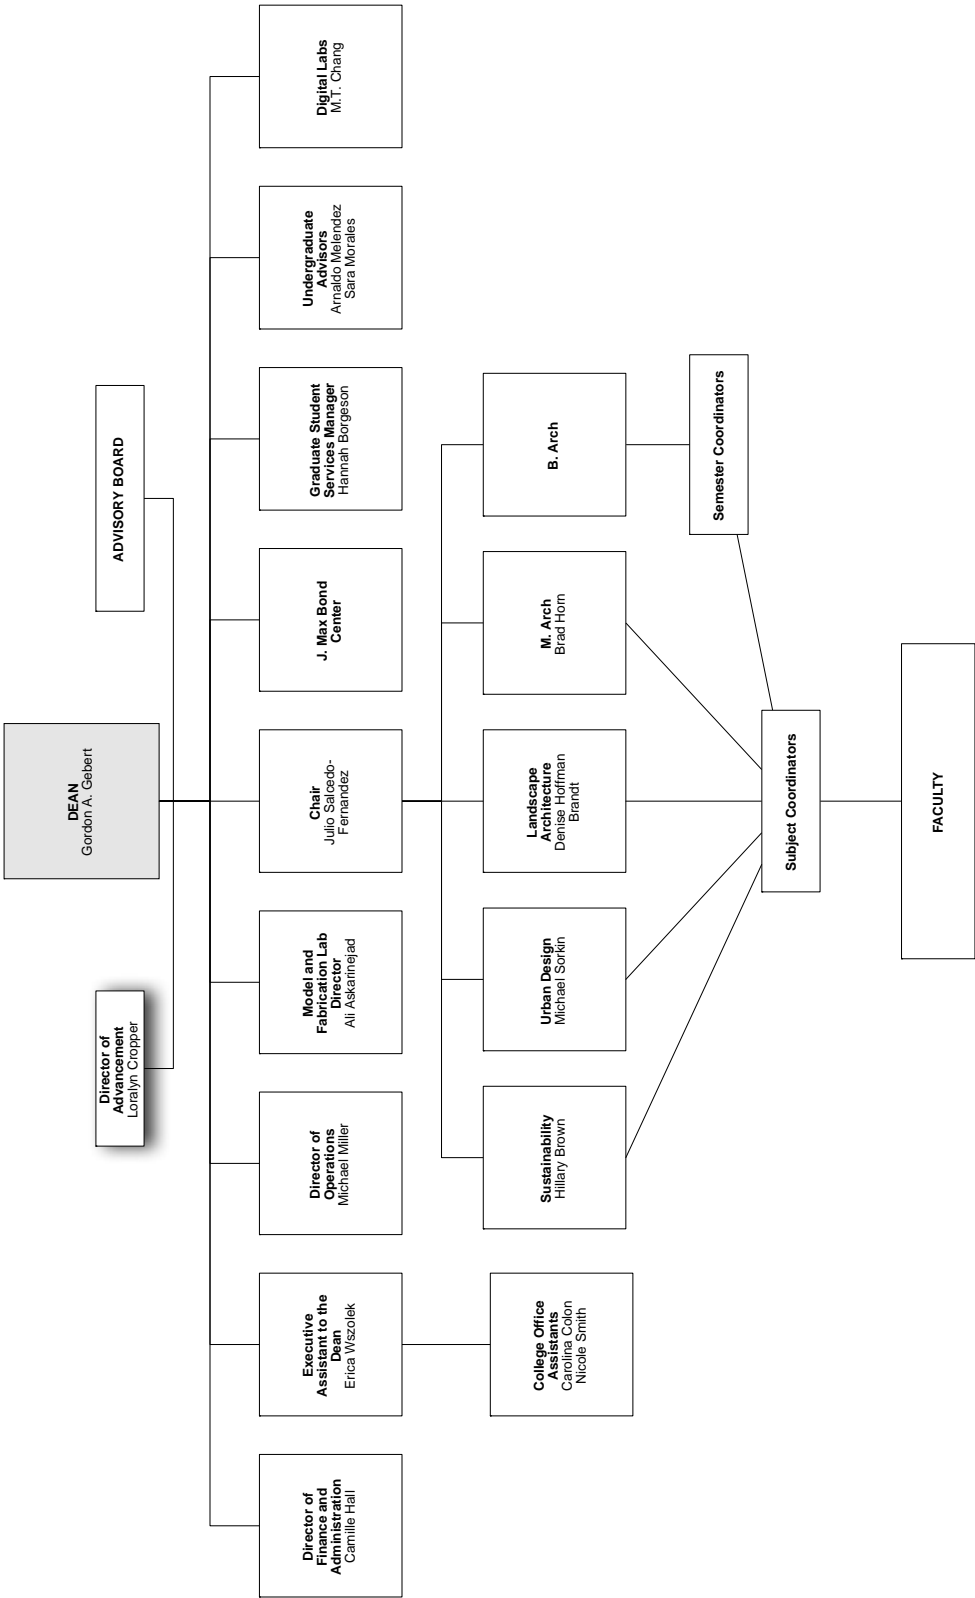 DEAN
Gordon A. Gebert
Director of
Advancement
Loralyn Cropper
ADVISORY BOARD
Director of
Finance and
Administration
Camille Hall
Executive
Assistant to the
Dean
Erica Wszolek
Director of
Operations
Michael Miller
Model and
Fabrication Lab
Director
Ali Askarinejad
Chair
Julio Salcedo-
Fernandez
J. Max Bond
Center
Graduate Student
Services Manager
Hannah Borgeson
Undergraduate
Advisors
Arnaldo Melendez
Sara Morales
Digital Labs
M.T. Chang
College Office
Assistants
Carolina Colon
Nicole Smith
Sustainability
Hillary Brown
Urban Design
Michael Sorkin
Landscape
Architecture
Denise Hoffman
Brandt
M. Arch
Brad Horn
B. Arch
Semester Coordinators
Subject Coordinators
FACULTY